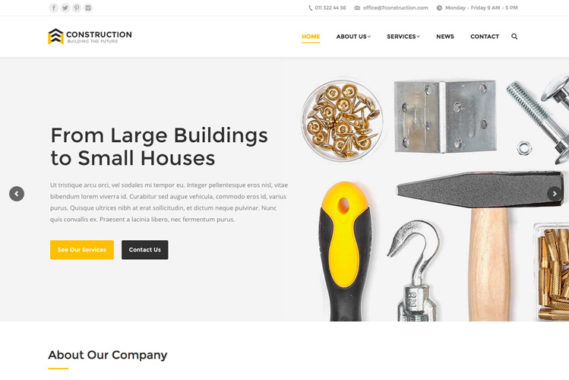 011 322 44 56
office@7oonstruction.com
Monday - Friday 9 AM - 5 PM
CONSTRUCTION
BUILDING THE FUTURE
HOME ABOUT US SERVICES NEWS CONTACT
From Large Buildings
to Small Houses
Ut tristique arcu orci, vel sodales mi tempor eu. Integer pellentesque eros nisl, vitae
bibendum lorem viverra id. Curabitur sed augue vehicula, commodo eros id, varius
purus. Quisque ultrices nibh at erat sollicitudin, et dictum neque pulvinar. Nunc
quis convallis ex. Praesent a lacinia libero, nec fermentum purus.
See Our Services
Contact Us
About Our Company